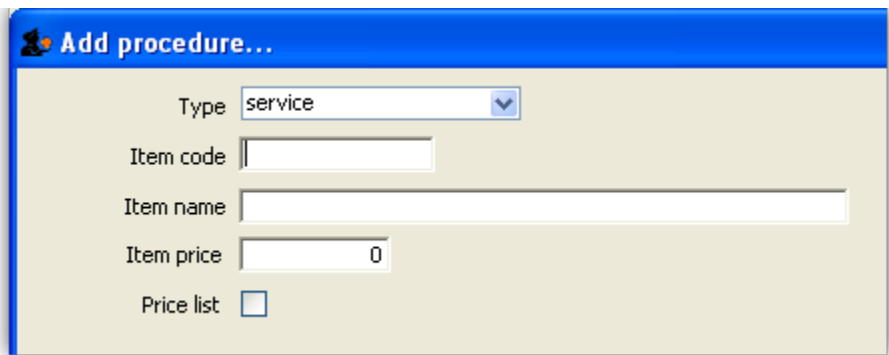 Add procedure...
Type service
Item code
Item name
Item price 0
Price list